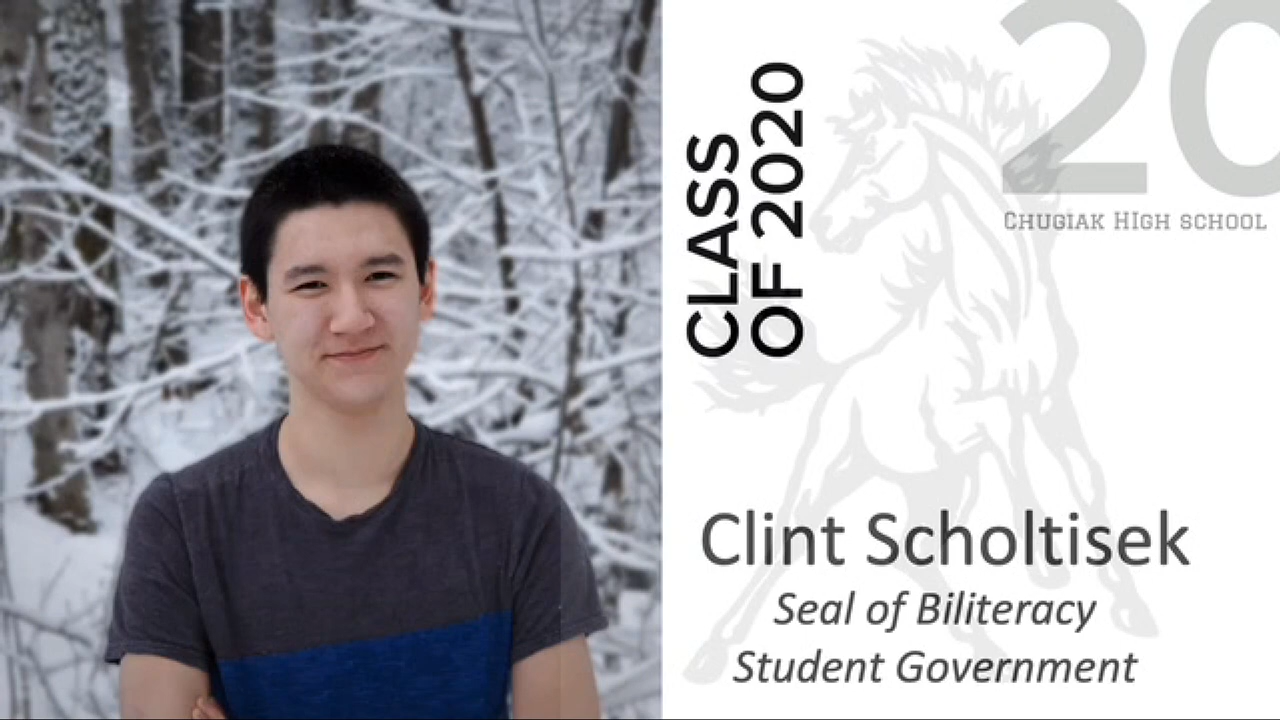 CLASS
OF 2020
20
CHUGIAK HIGH SCHOOL
Clint Scholtisek
Seal of Biliteracy
Student Government